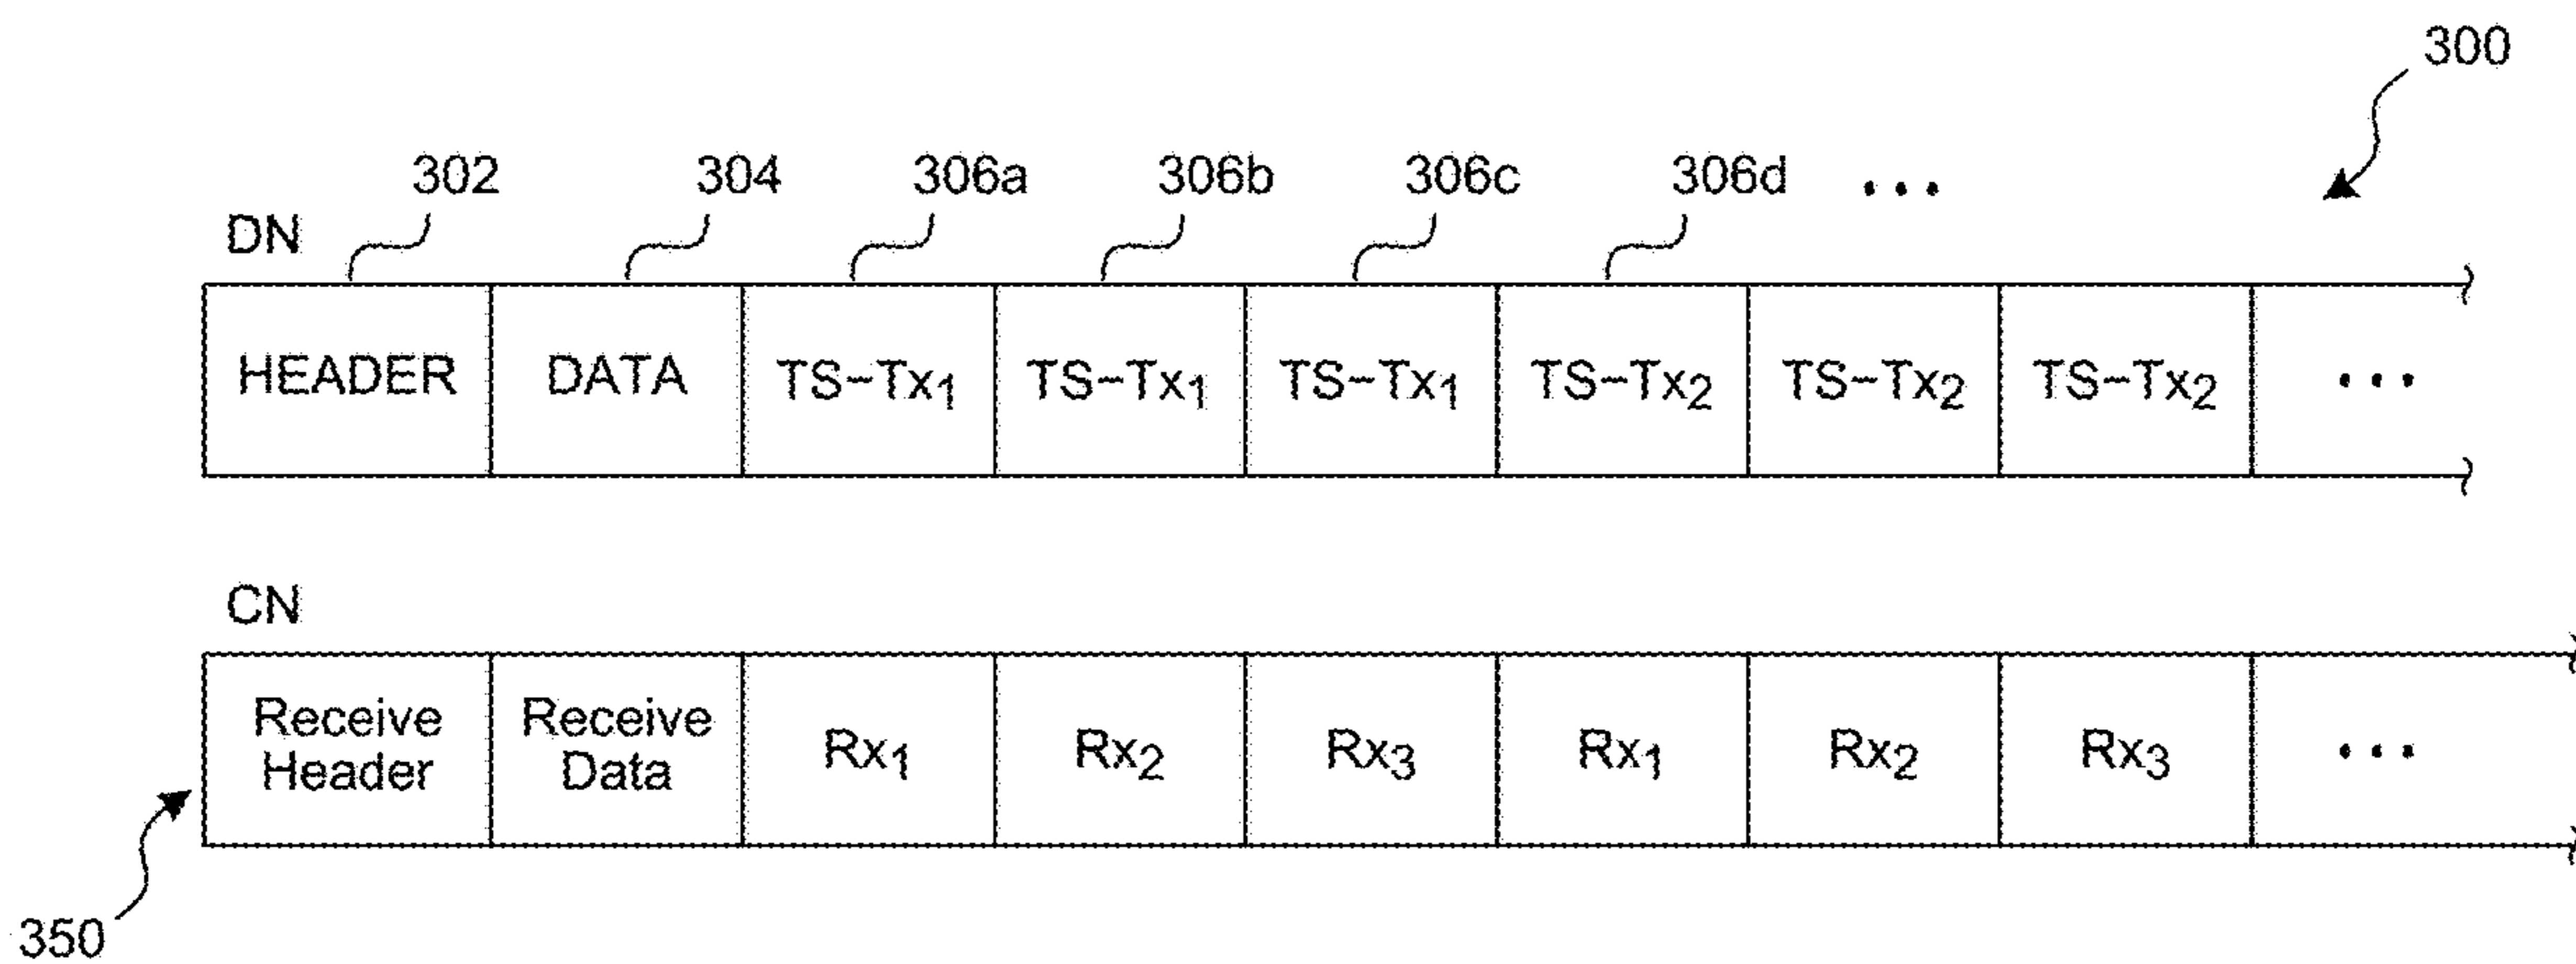 300
302 304 306a 306b 306c 306d ...
DN
HEADER DATA TS-Tx1 TS-Tx1 TS-Tx1 TS-Tx2 TS-Tx2 TS-Tx2 ...
CN
Receive Header Receive Data Rx1 Rx2 Rx3 Rx1 Rx2 Rx3 ...
350